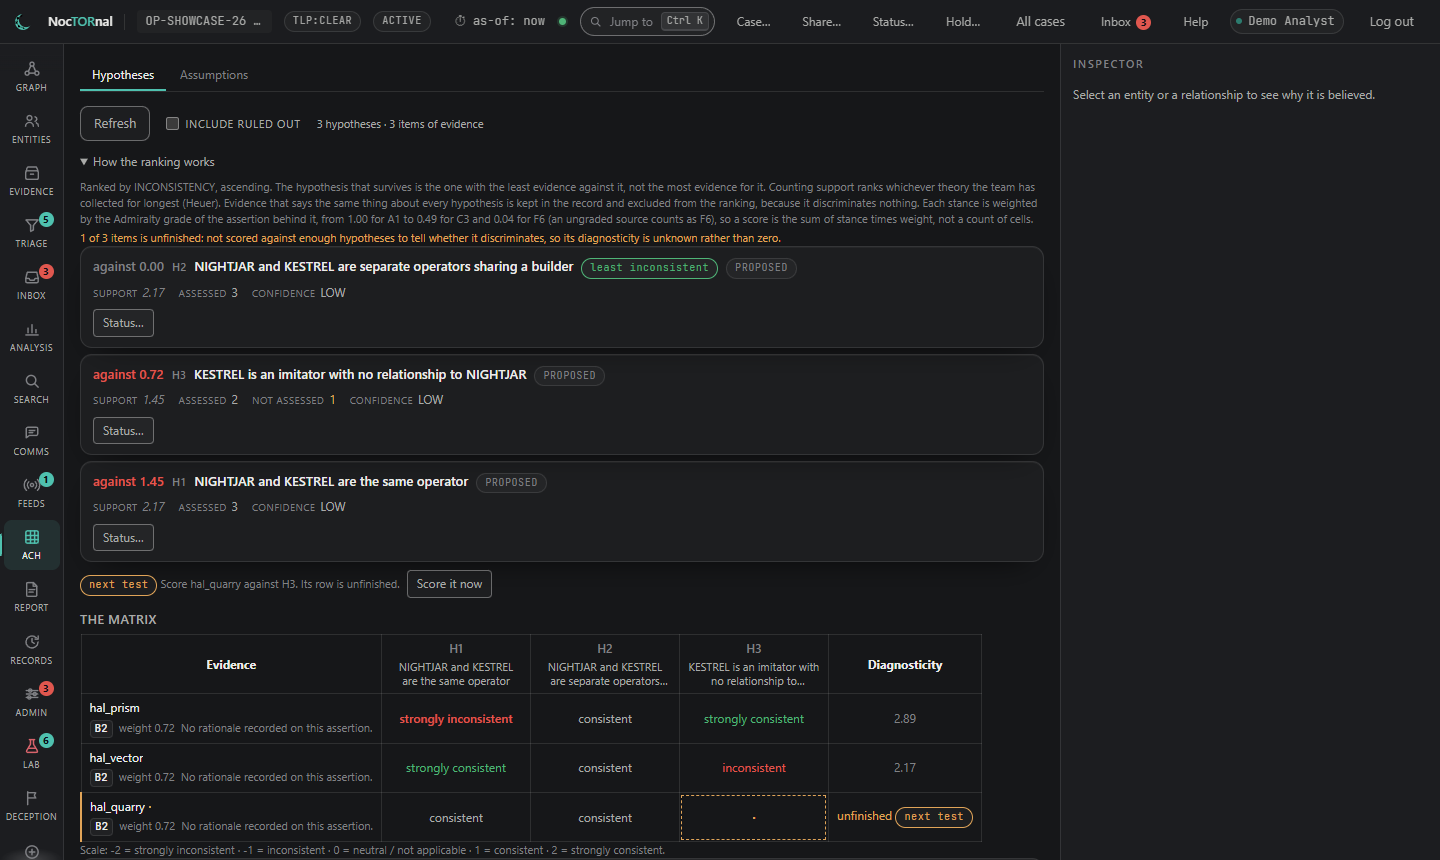 NocTORnal
OP-SHOWCASE-26 …
TLP:CLEAR
ACTIVE
as-of: now
Jump to
Ctrl K
Case...
Share...
Status...
Hold...
All cases
Inbox 3
Help
Demo Analyst
Log out
GRAPH
ENTITIES
EVIDENCE
5
TRIAGE
3
INBOX
ANALYSIS
SEARCH
COMMS
1
FEEDS
ACH
REPORT
RECORDS
3
ADMIN
6
LAB
DECEPTION
Hypotheses
Assumptions
Refresh
INCLUDE RULED OUT
3 hypotheses · 3 items of evidence
▼ How the ranking works
Ranked by INCONSISTENCY, ascending. The hypothesis that survives is the one with the least evidence against it, not the most evidence for it. Counting support ranks whichever theory the team has
collected for longest (Heuer). Evidence that says the same thing about every hypothesis is kept in the record and excluded from the ranking, because it discriminates nothing. Each stance is weighted
by the Admiralty grade of the assertion behind it, from 1.00 for A1 to 0.49 for C3 and 0.04 for F6 (an ungraded source counts as F6), so a score is the sum of stance times weight, not a count of cells.
1 of 3 items is unfinished: not scored against enough hypotheses to tell whether it discriminates, so its diagnosticity is unknown rather than zero.
against 0.00 H2 NIGHTJAR and KESTREL are separate operators sharing a builder least inconsistent PROPOSED
SUPPORT 2.17 ASSESSED 3 CONFIDENCE LOW
Status...
against 0.72 H3 KESTREL is an imitator with no relationship to NIGHTJAR PROPOSED
SUPPORT 1.45 ASSESSED 2 NOT ASSESSED 1 CONFIDENCE LOW
Status...
against 1.45 H1 NIGHTJAR and KESTREL are the same operator PROPOSED
SUPPORT 2.17 ASSESSED 3 CONFIDENCE LOW
Status...
next test Score hal_quarry against H3. Its row is unfinished. Score it now
THE MATRIX
Evidence
H1
NIGHTJAR and KESTREL
are the same operator
H2
NIGHTJAR and KESTREL
are separate operators...
H3
KESTREL is an imitator with
no relationship to...
Diagnosticity
hal_prism
B2 weight 0.72 No rationale recorded on this assertion.
strongly inconsistent
consistent
strongly consistent
2.89
hal_vector
B2 weight 0.72 No rationale recorded on this assertion.
strongly consistent
consistent
inconsistent
2.17
hal_quarry ·
B2 weight 0.72 No rationale recorded on this assertion.
consistent
consistent
·
unfinished next test
Scale: -2 = strongly inconsistent · -1 = inconsistent · 0 = neutral / not applicable · 1 = consistent · 2 = strongly consistent.
INSPECTOR
Select an entity or a relationship to see why it is believed.